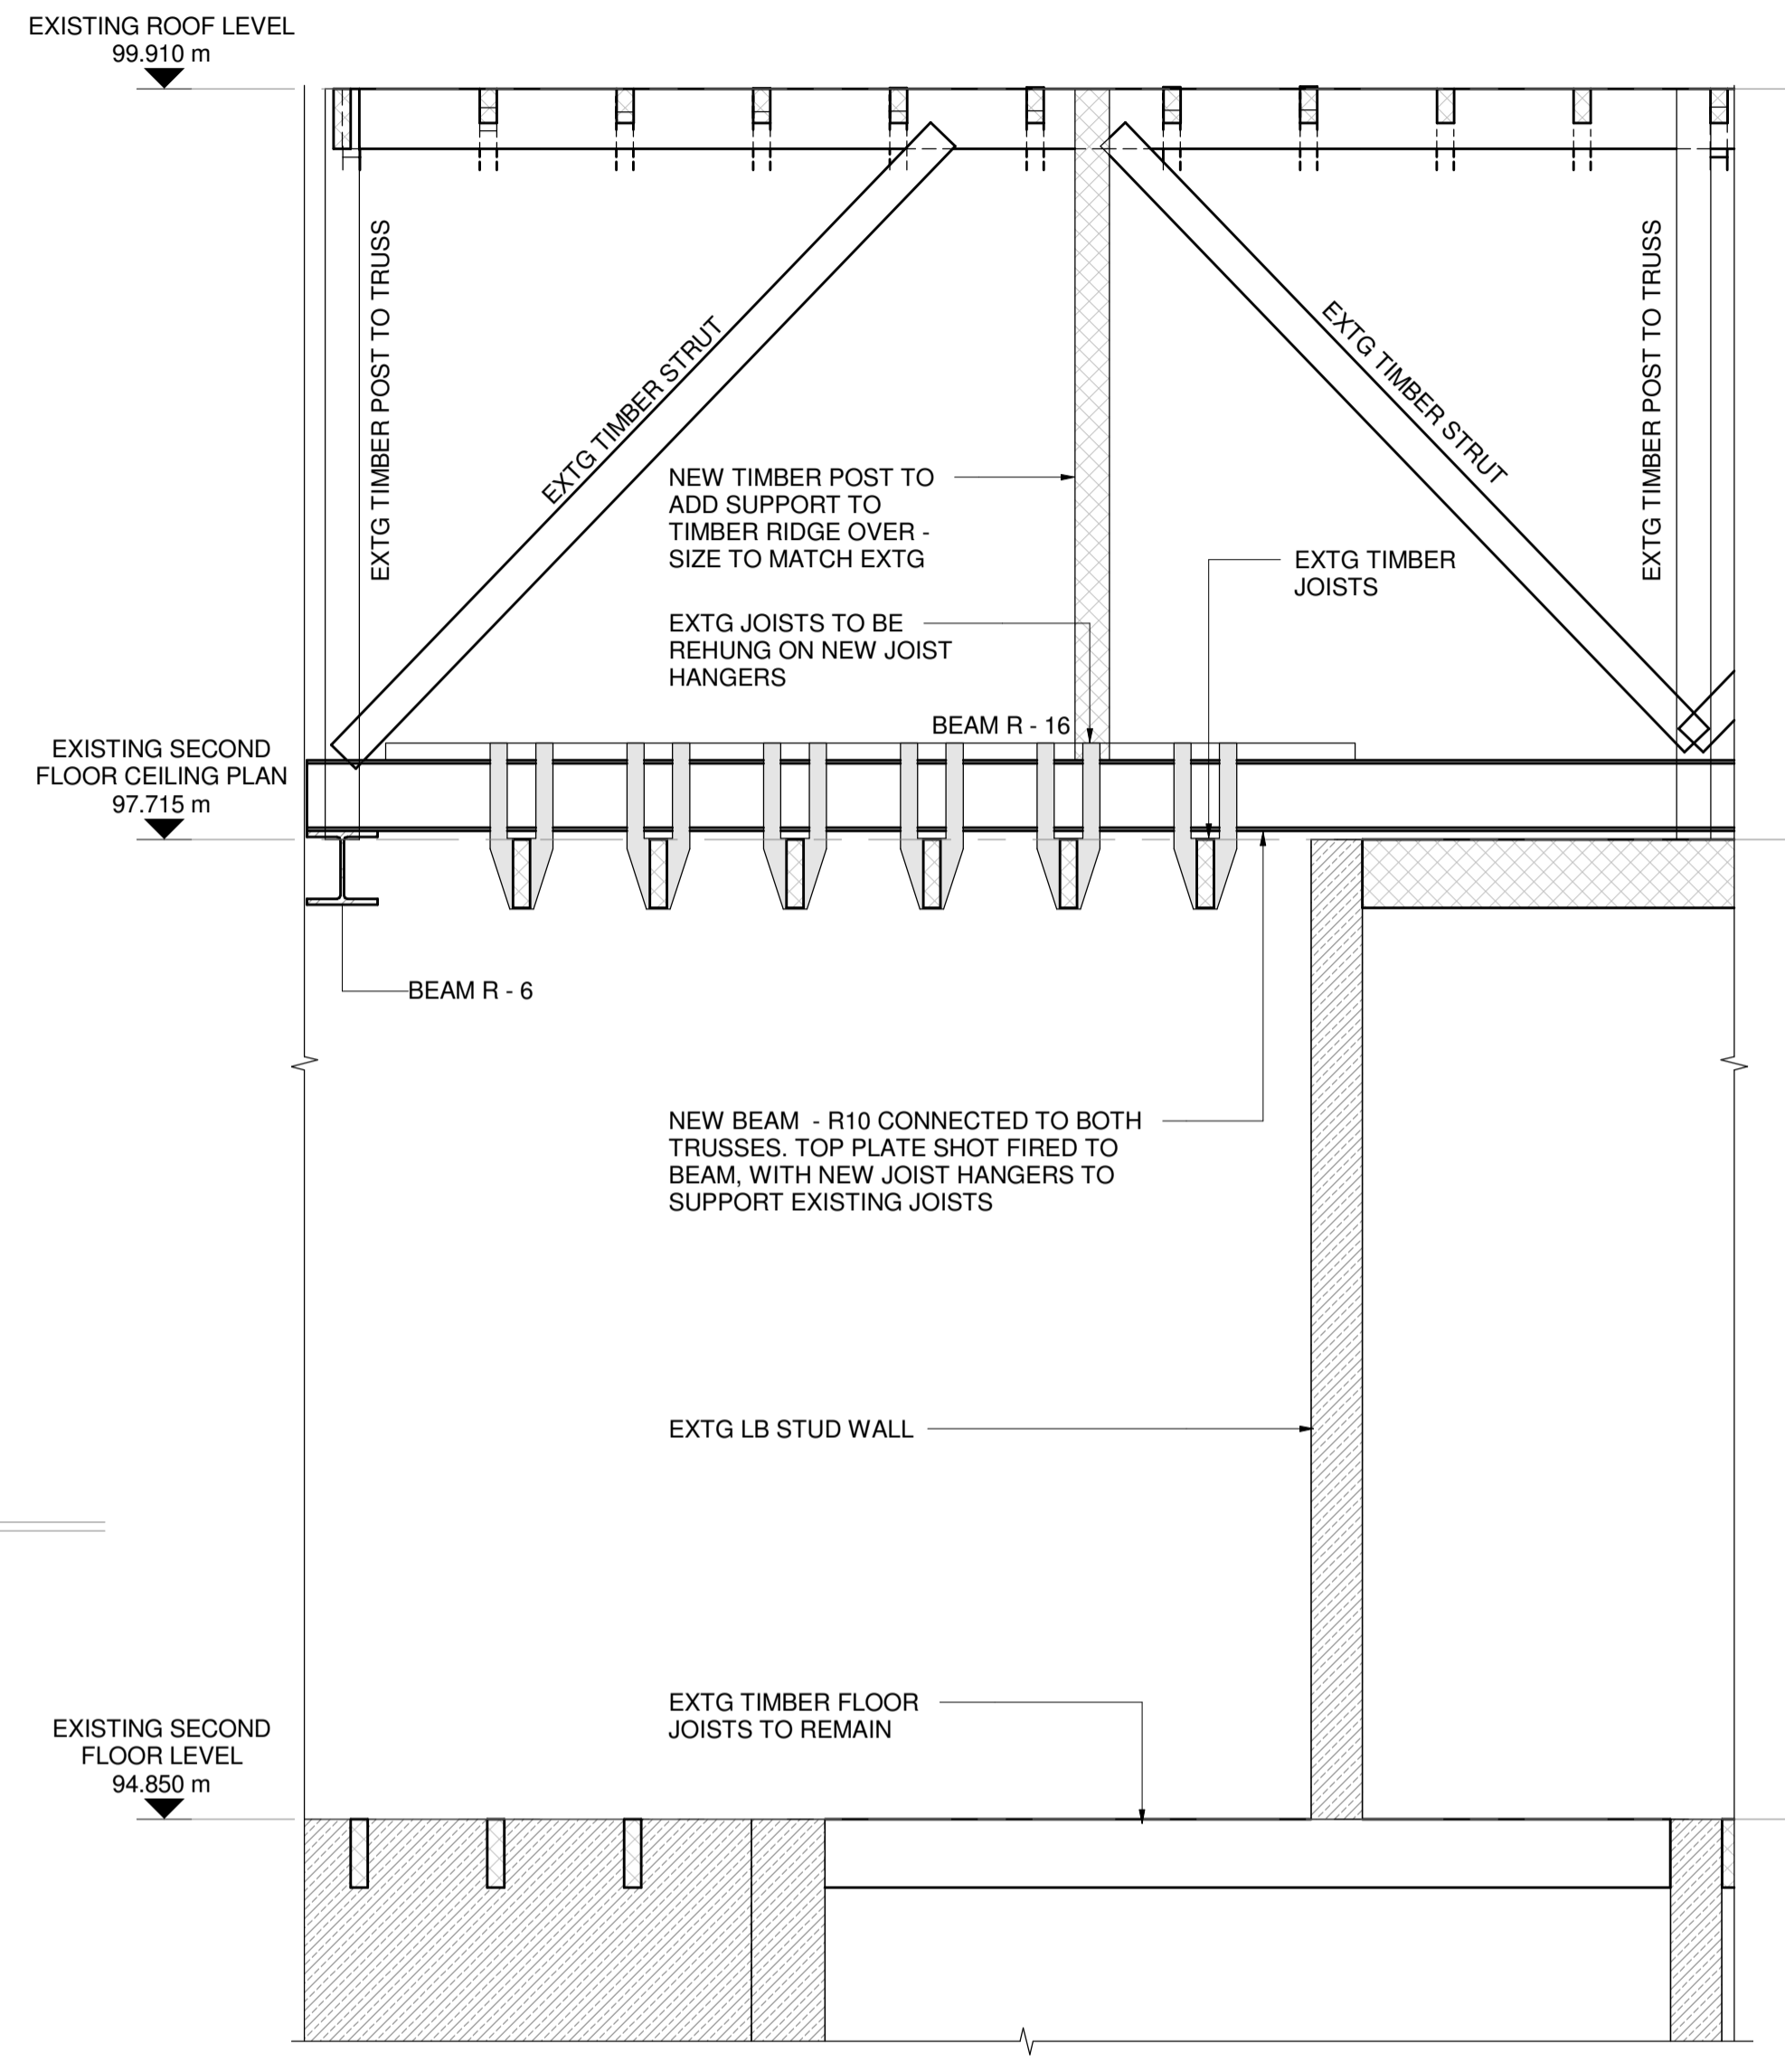 EXISTING ROOF LEVEL
99.910 m
EXTG TIMBER POST TO TRUSS
EXTG TIMBER STRUT
EXTG TIMBER STRUT
EXTG TIMBER POST TO TRUSS
NEW TIMBER POST TO
ADD SUPPORT TO
TIMBER RIDGE OVER -
SIZE TO MATCH EXTG
EXTG TIMBER
JOISTS
EXTG JOISTS TO BE
REHUNG ON NEW JOIST
HANGERS
BEAM R - 16
EXISTING SECOND
FLOOR CEILING PLAN
97.715 m
BEAM R - 6
NEW BEAM - R10 CONNECTED TO BOTH
TRUSSES. TOP PLATE SHOT FIRED TO
BEAM, WITH NEW JOIST HANGERS TO
SUPPORT EXISTING JOISTS
EXTG LB STUD WALL
EXTG TIMBER FLOOR
JOISTS TO REMAIN
EXISTING SECOND
FLOOR LEVEL
94.850 m